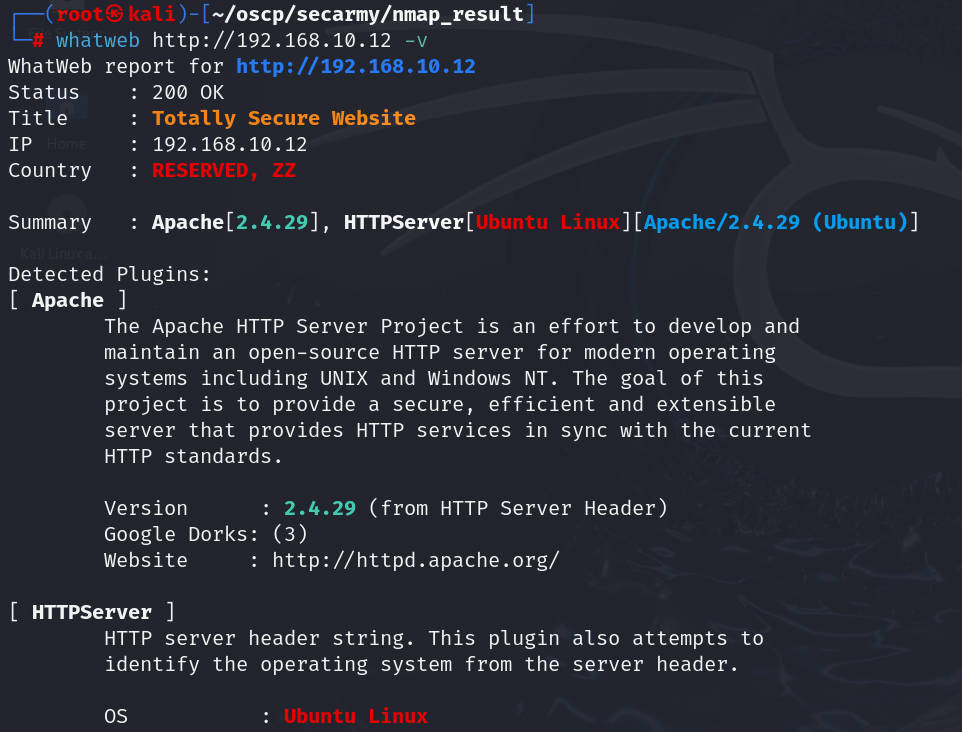 ┌──(root㉿kali)-[~/oscp/secarmy/nmap_result]
└─# whatweb http://192.168.10.12 -v
WhatWeb report for http://192.168.10.12
Status    : 200 OK
Title     : Totally Secure Website
IP        : 192.168.10.12
Country   : RESERVED, ZZ
Summary   : Apache[2.4.29], HTTPServer[Ubuntu Linux][Apache/2.4.29 (Ubuntu)]
Detected Plugins:
[ Apache ]
The Apache HTTP Server Project is an effort to develop and
maintain an open-source HTTP server for modern operating
systems including UNIX and Windows NT. The goal of this
project is to provide a secure, efficient and extensible
server that provides HTTP services in sync with the current
HTTP standards.
Version      : 2.4.29 (from HTTP Server Header)
Google Dorks: (3)
Website     : http://httpd.apache.org/
[ HTTPServer ]
HTTP server header string. This plugin also attempts to
identify the operating system from the server header.
OS           : Ubuntu Linux
Home